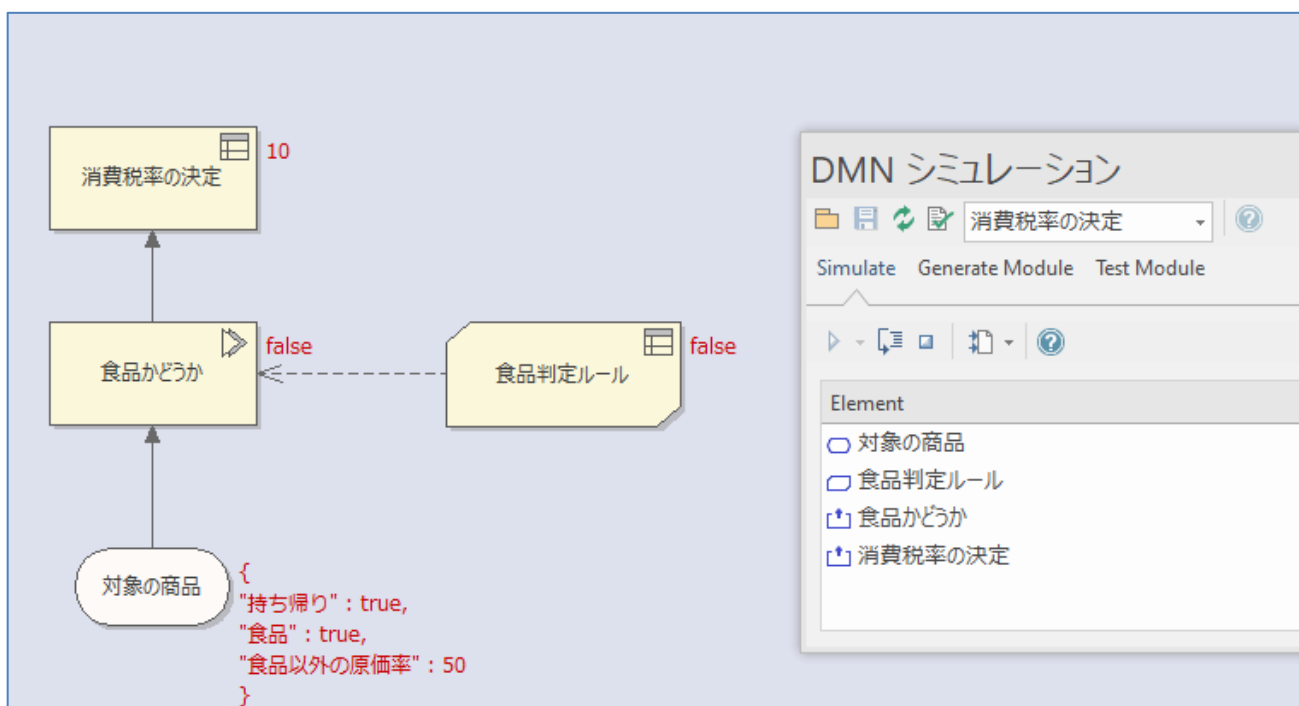 消費税率の決定
10
食品かどうか
false
食品判定ルール
false
対象の商品
{
"持ち帰り" : true,
"食品" : true,
"食品以外の原価率" : 50
}
DMN シミュレーション
消費税率の決定
Simulate Generate Module Test Module
Element
対象の商品
食品判定ルール
食品かどうか
消費税率の決定